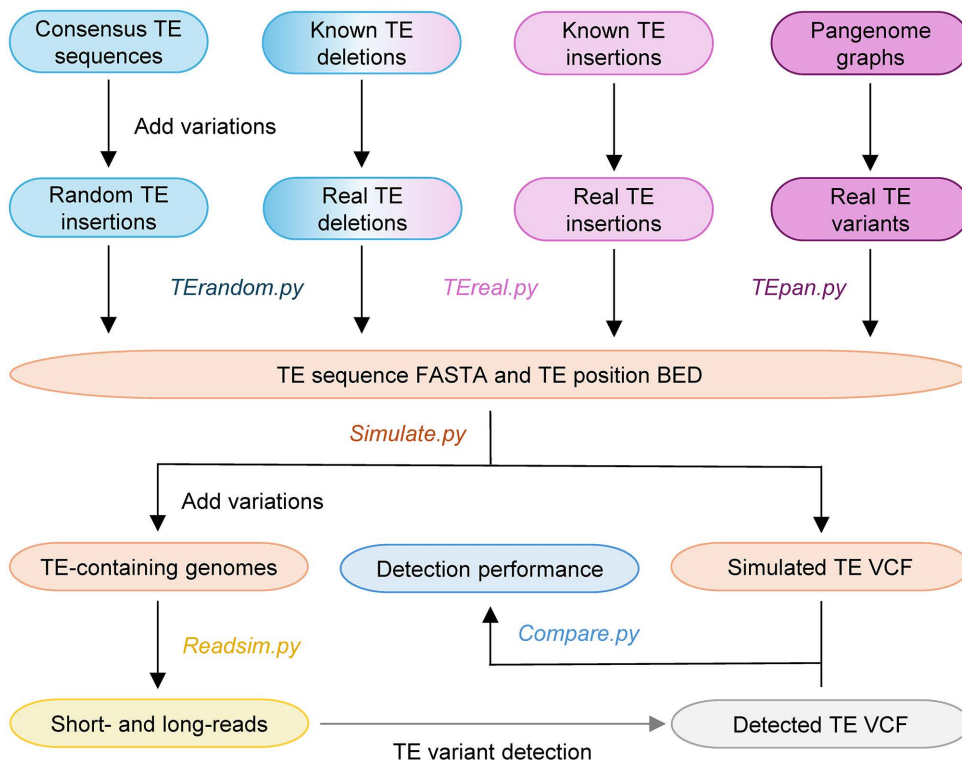 Consensus TE
sequences
Known TE
deletions
Known TE
insertions
Pangenome
graphs
Add variations
Random TE
insertions
Real TE
deletions
Real TE
insertions
Real TE
variants
TErandom.py
TEreal.py
TEpan.py
TE sequence FASTA and TE position BED
Simulate.py
Add variations
TE-containing genomes
Detection performance
Simulated TE VCF
Readsim.py
Compare.py
Short- and long-reads
TE variant detection
Detected TE VCF